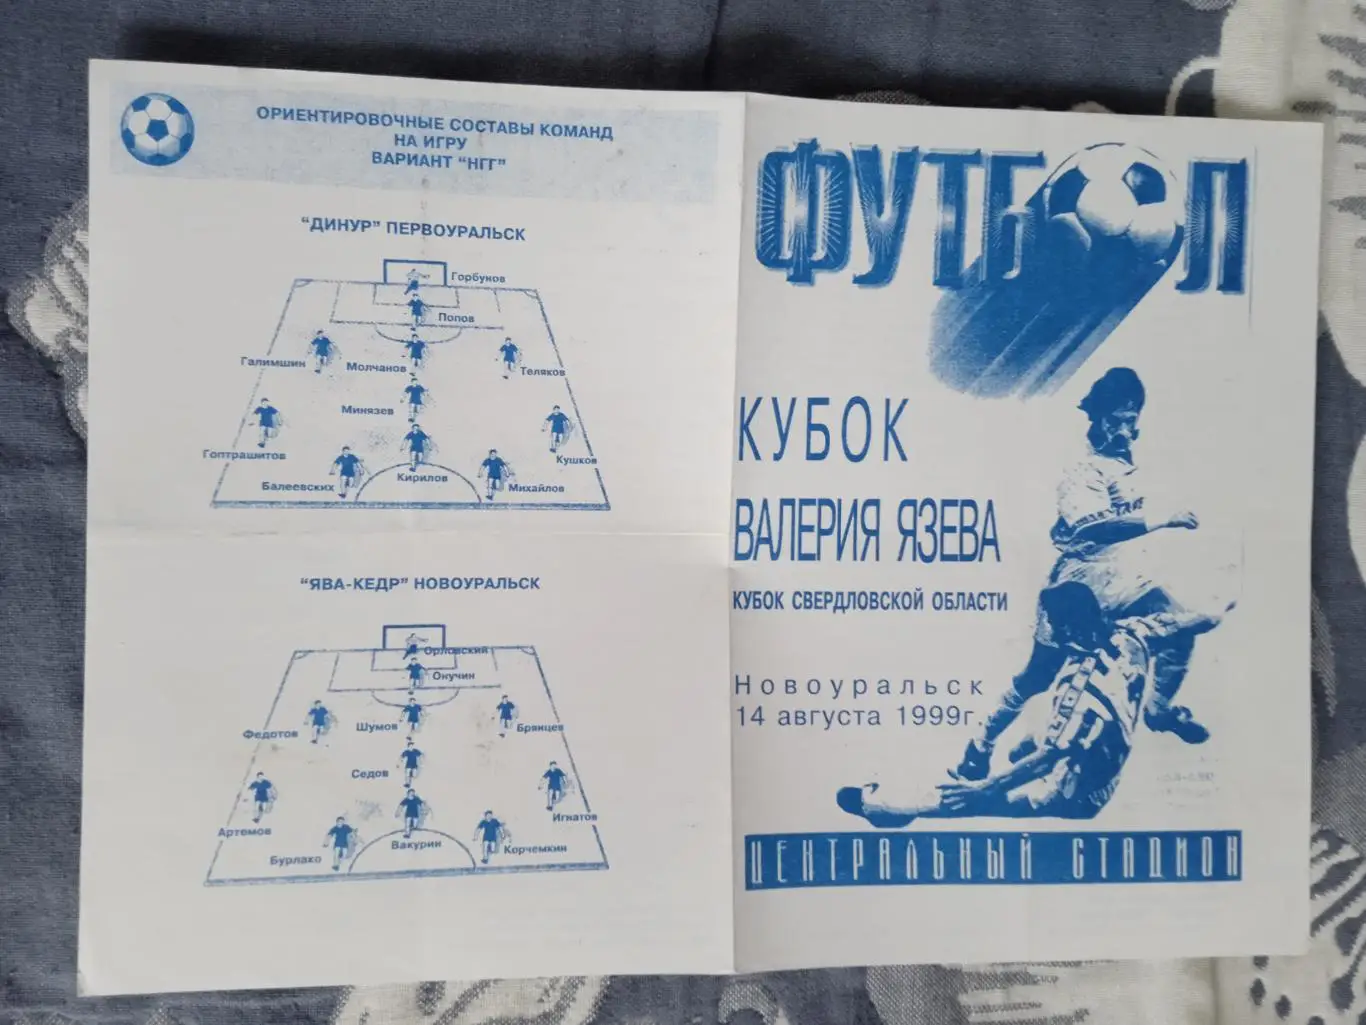 ОРИЕНТИРОВОЧНЫЕ СОСТАВЫ КОМАНД
НА ИГРУ
ВАРИАНТ "НГГ"
"ДИНУР" ПЕРВОУРАЛЬСК
Горбунов
Попов
Галимшин
Молчанов
Теляков
Минязев
Гоптрашитов
Кушков
Балеевских
Кирилов
Михайлов
"ЯВА-КЕДР" НОВОУРАЛЬСК
Орловский
Онучин
Федотов
Шумов
Брянцев
Седов
Артемов
Игнатов
Бурлако
Вакурин
Корчемкин
ФУТБОЛ
КУБОК
ВАЛЕРИЯ ЯЗЕВА
КУБОК СВЕРДЛОВСКОЙ ОБЛАСТИ
Новоуральск
14 августа 1999г.
ЦЕНТРАЛЬНЫЙ СТАДИОН